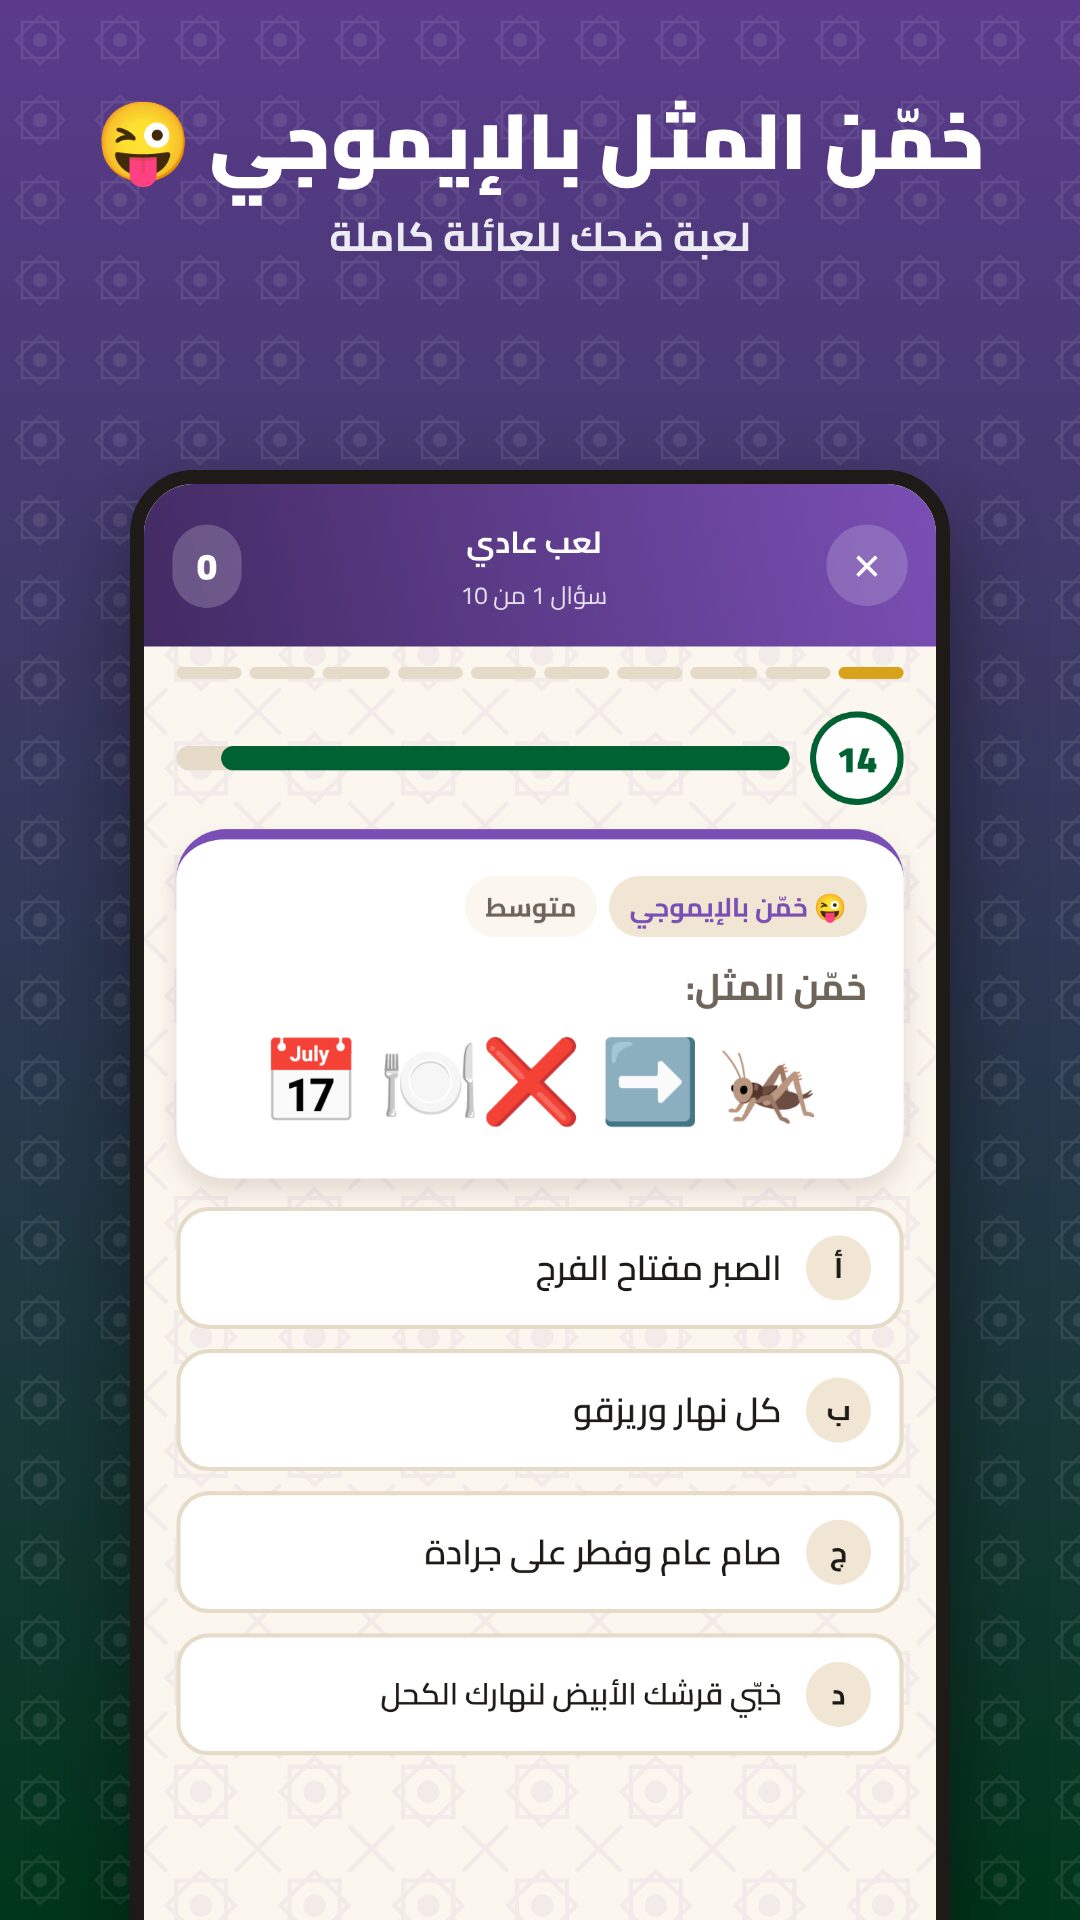 خمّن المثل بالإيموجي 😜
لعبة ضحك للعائلة كاملة
✕
لعب عادي
0
سؤال 1 من 10
14
😜 خمّن بالإيموجي
متوسط
خمّن المثل:
🦗 ➡️ ❌🍽️ 📅
July
17
أ
الصبر مفتاح الفرج
ب
كل نهار وريزقو
ج
صام عام وفطر على جرادة
د
خبّي قرشك الأبيض لنهارك الكحل